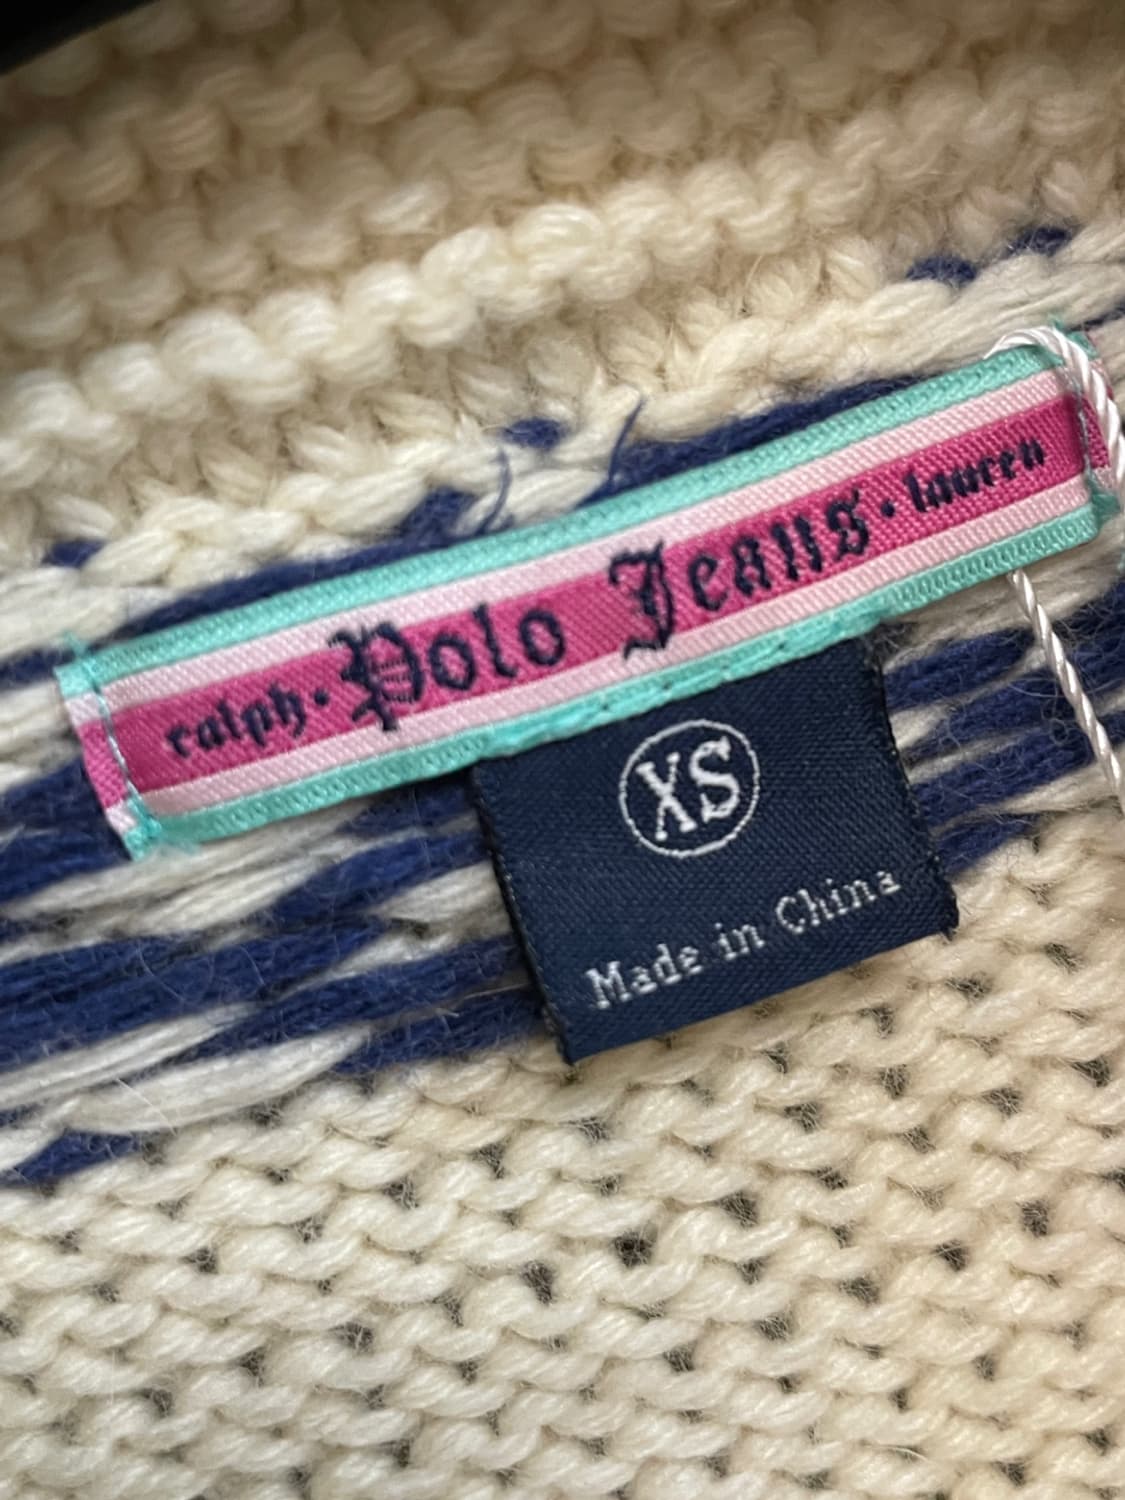 ralph · Polo Jeans · lauren
XS
Made in China